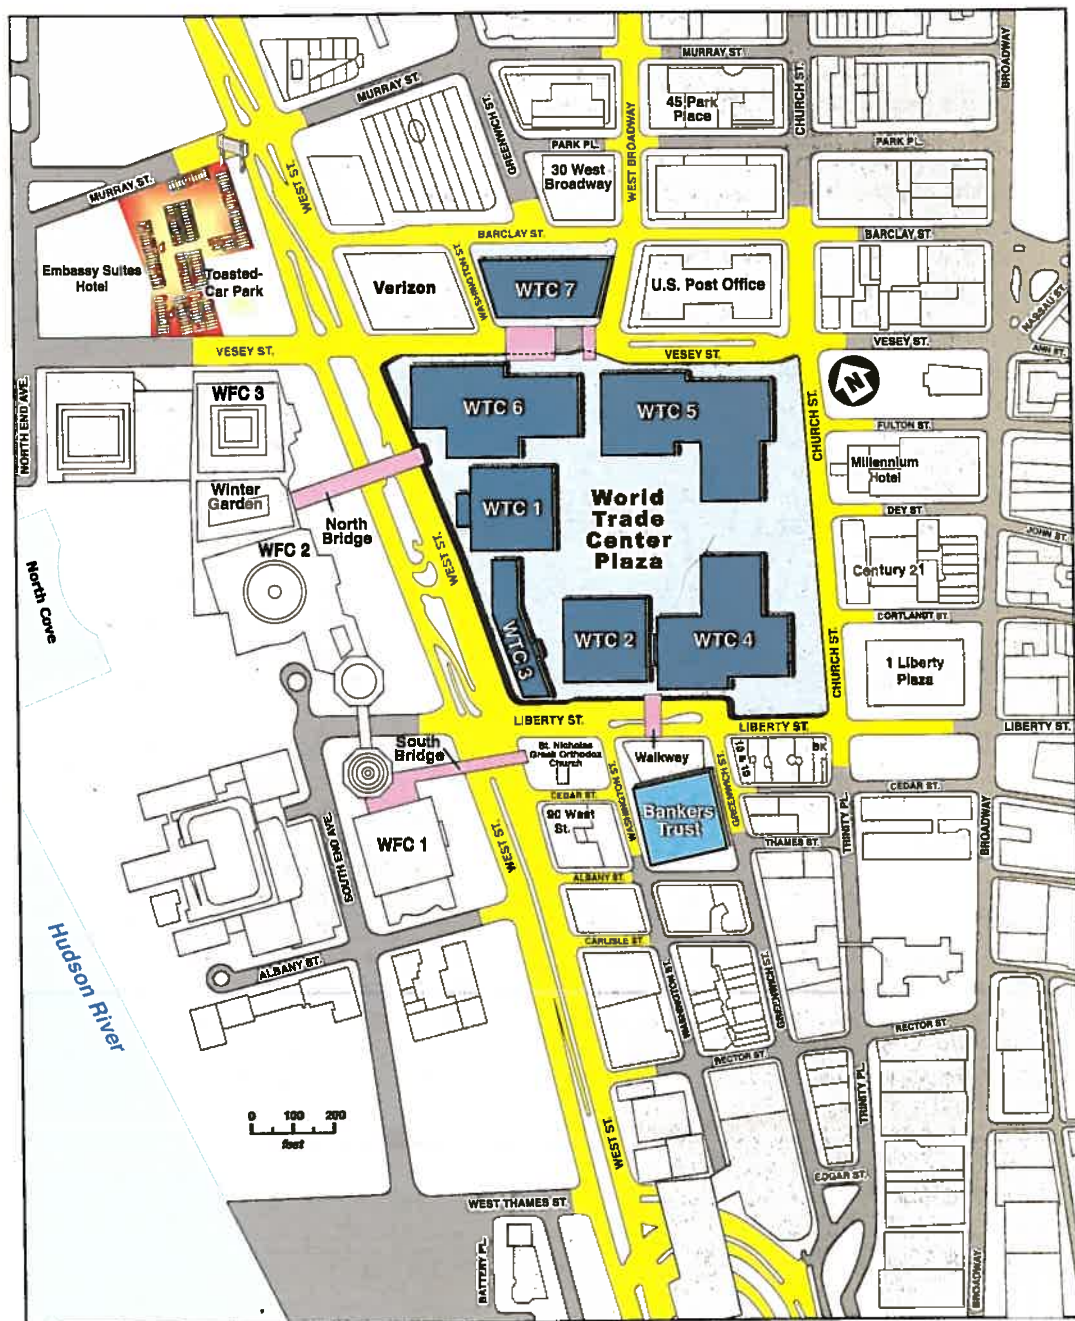 MURRAY ST.
MURRAY ST.
BROADWAY
CHURCH ST.
45 Park
Place
GREENWICH ST.
WEST BROADWAY
PARK PL.
PARK PL.
30 West
Broadway
MURRAY ST.
WEST ST.
BARCLAY ST.
BARCLAY ST.
WASHINGTON ST.
Embassy Suites
Hotel
Toasted-
Car Park
Verizon
WTC 7
U.S. Post Office
NASSAU ST.
VESEY ST.
VESEY ST.
VESEY ST.
ANN ST.
N
NORTH END AVE.
WFC 3
WTC 6
WTC 5
CHURCH ST.
FULTON ST.
Winter
Garden
Millennium
Hotel
North
Bridge
WTC 1
World
Trade
Center
Plaza
DEY ST
JOHN ST.
WFC 2
WEST ST.
Century 21
North Cove
CORTLANDT ST.
WTC 3
WTC 2
WTC 4
CHURCH ST.
1 Liberty
Plaza
LIBERTY ST.
LIBERTY ST.
LIBERTY ST.
South
Bridge
St. Nicholas
Greek Orthodox
Church
Walkway
10 & 15
BK
WASHINGTON ST.
GREENWICH ST.
CEDAR ST.
CEDAR ST.
90 West
St.
Bankers
Trust
TRINITY PL.
BROADWAY
THAMES ST.
WFC 1
WEST ST.
SOUTH END AVE.
ALBANY ST.
CARLISLE ST.
Hudson River
ALBANY ST.
WASHINGTON ST.
GREENWICH ST.
RECTOR ST.
RECTOR ST.
TRINITY PL.
0 100 200
feet
WEST ST.
EDGAR ST.
WEST THAMES ST.
BATTERY PL.
BROADWAY